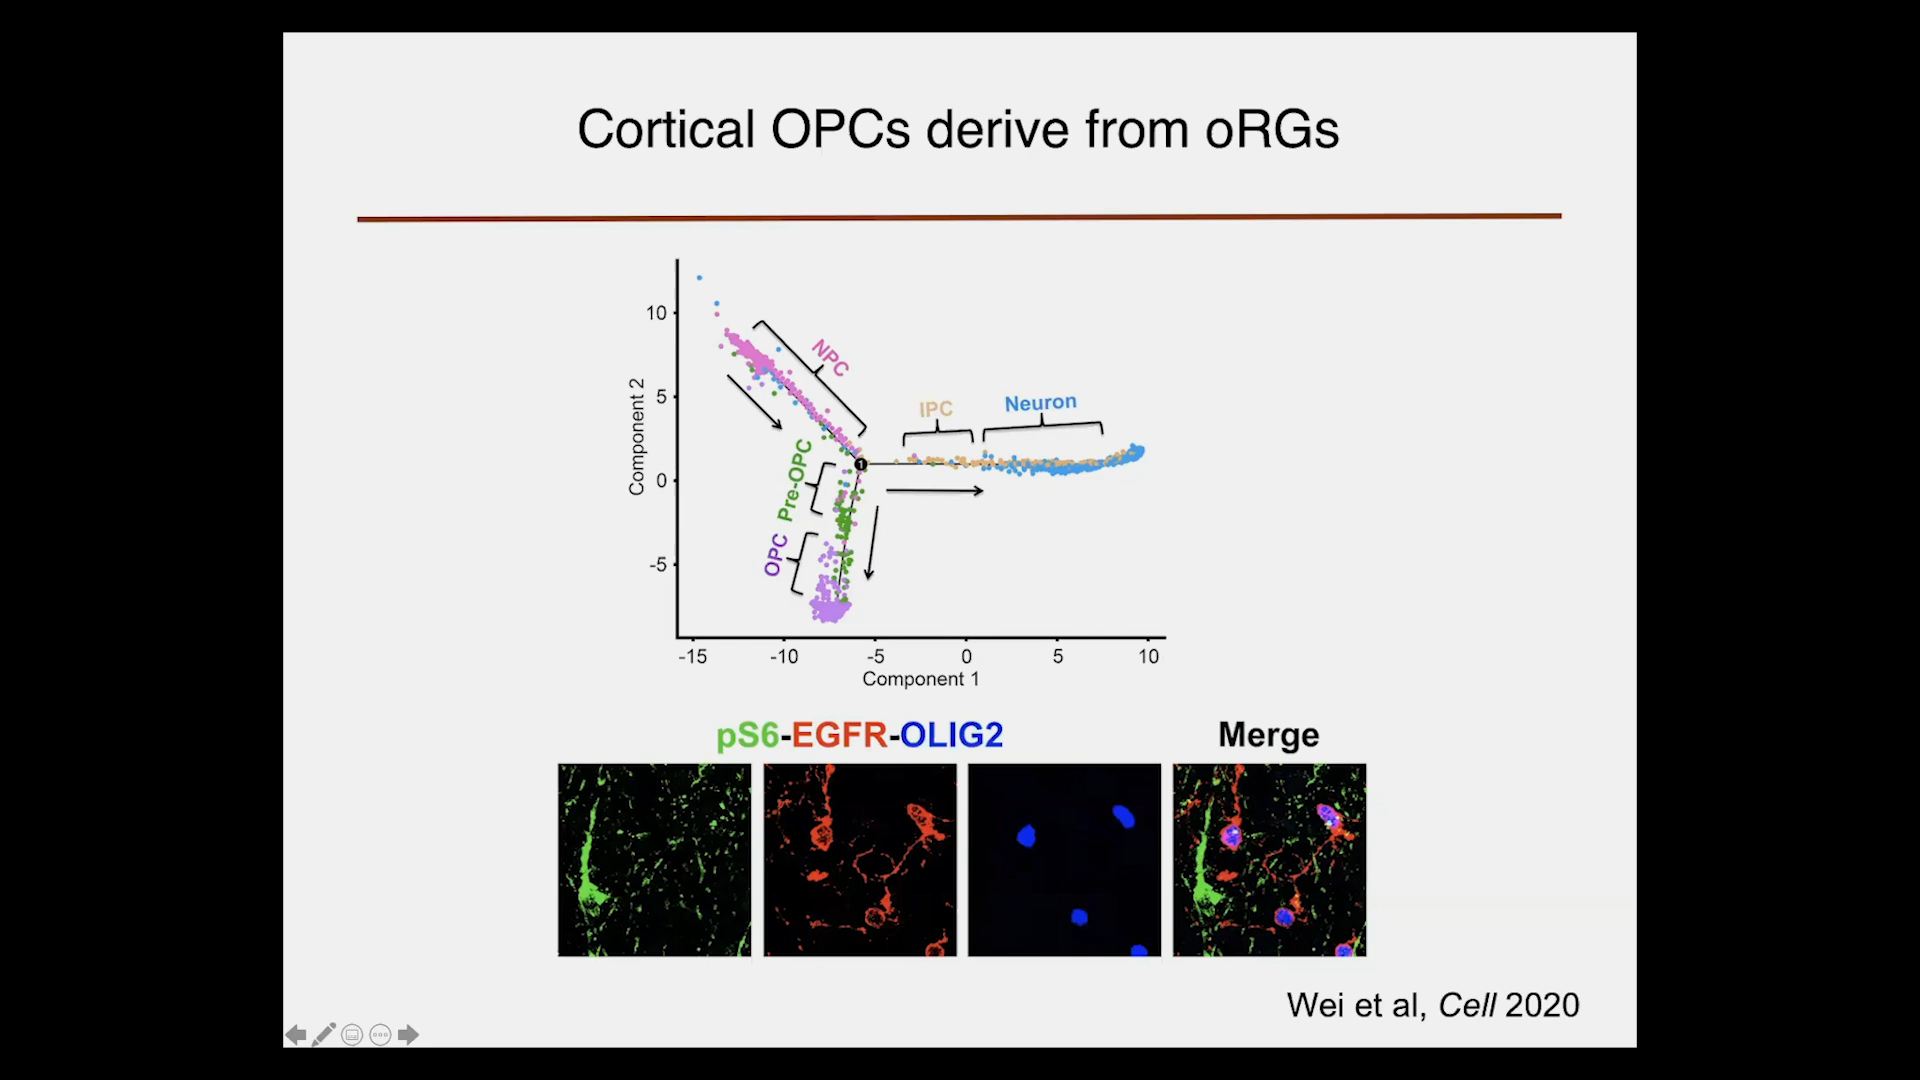 Cortical OPCs derive from oRGs
10
5
0
-5
Component 2
NPC
Pre-OPC
OPC
1
IPC
Neuron
-15 -10 -5 0 5 10
Component 1
pS6-EGFR-OLIG2
Merge
Wei et al, Cell 2020